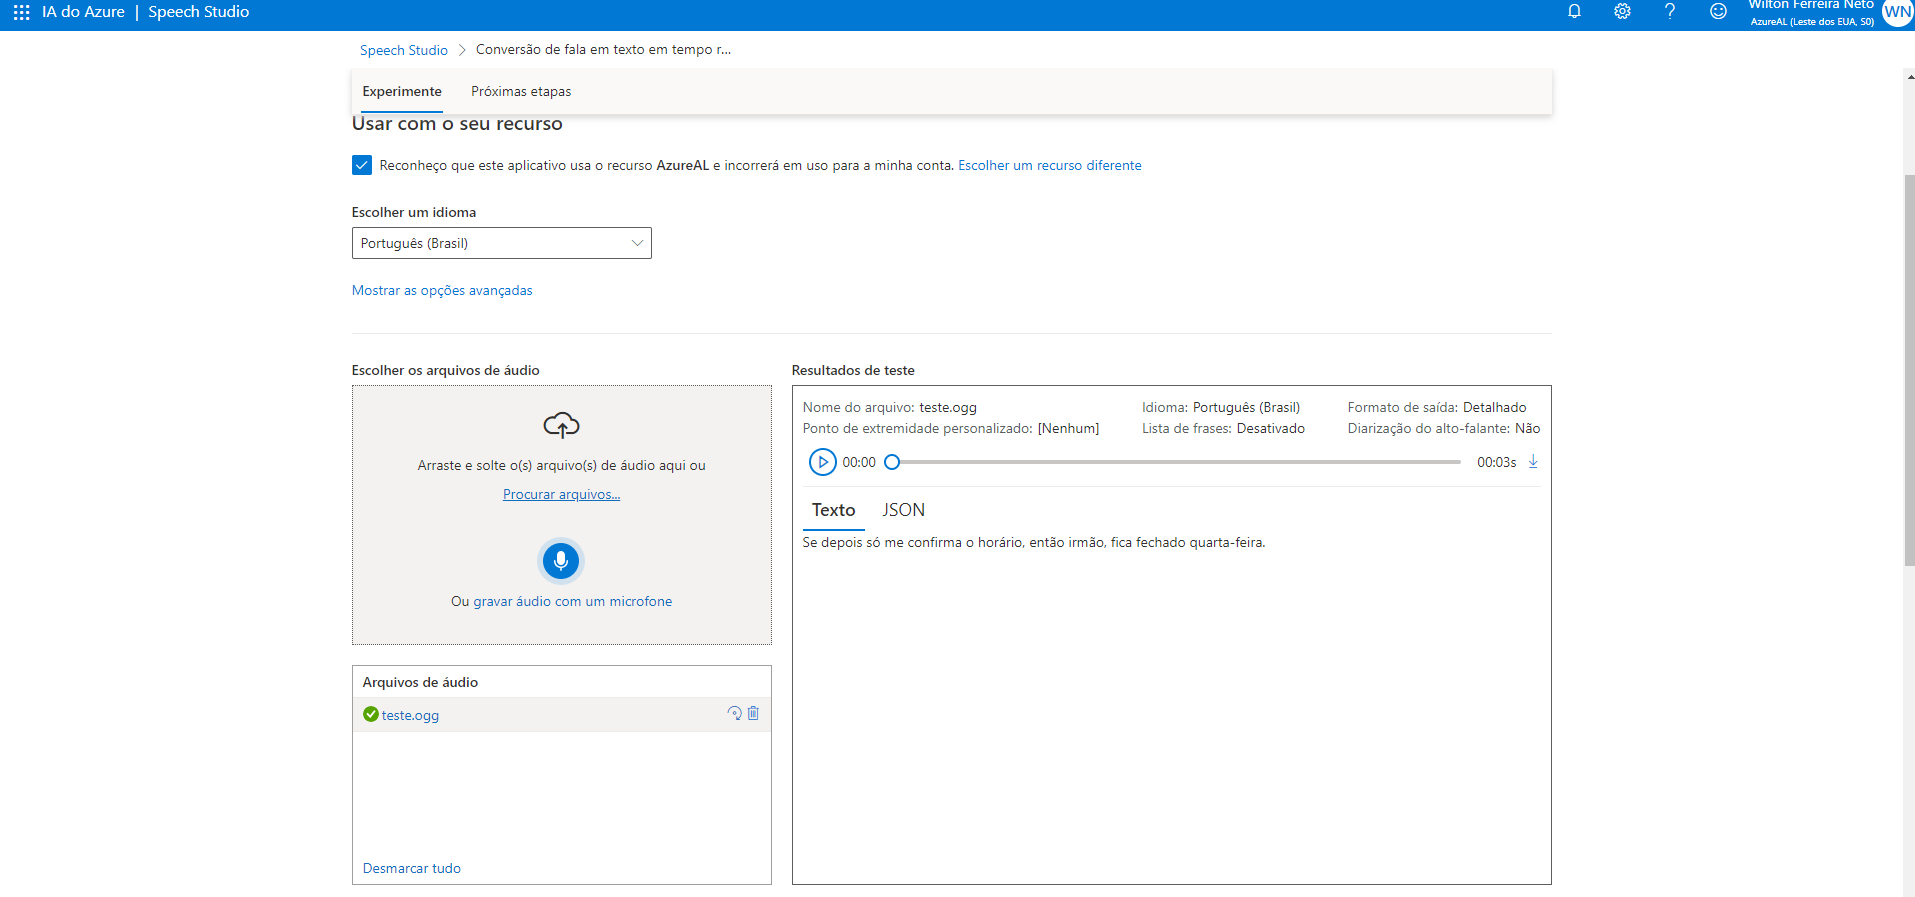 IA do Azure | Speech Studio
Wilton Ferreira Neto
AzureAL (Leste dos EUA, S0)
WN
Speech Studio > Conversão de fala em texto em tempo r...
Experimente Próximas etapas
Usar com o seu recurso
Reconheço que este aplicativo usa o recurso AzureAL e incorrerá em uso para a minha conta. Escolher um recurso diferente
Escolher um idioma
Português (Brasil)
Mostrar as opções avançadas
Escolher os arquivos de áudio
Arraste e solte o(s) arquivo(s) de áudio aqui ou
Procurar arquivos...
Ou gravar áudio com um microfone
Arquivos de áudio
teste.ogg
Desmarcar tudo
Resultados de teste
Nome do arquivo: teste.ogg Idioma: Português (Brasil) Formato de saída: Detalhado
Ponto de extremidade personalizado: [Nenhum] Lista de frases: Desativado Diarização do alto-falante: Não
00:00 00:03s
Texto JSON
Se depois só me confirma o horário, então irmão, fica fechado quarta-feira.